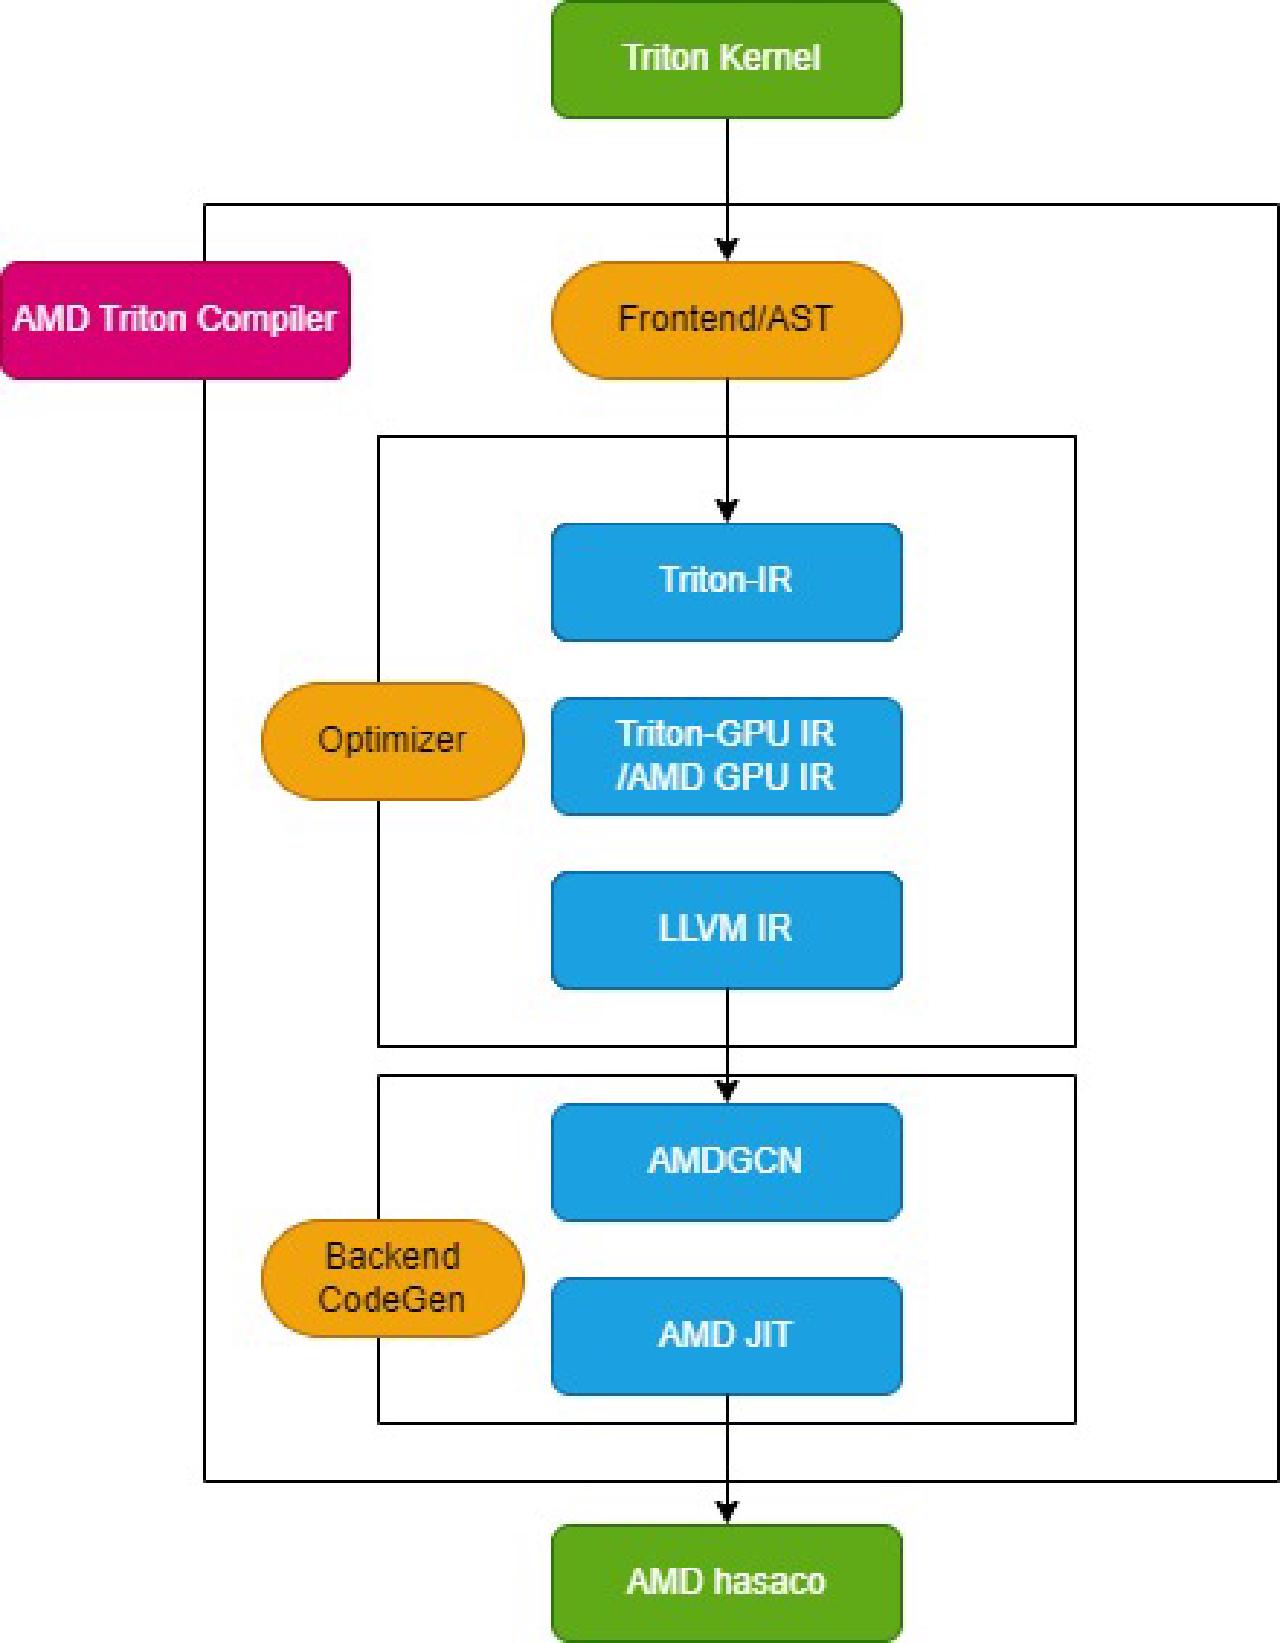 Triton Kernel
AMD Triton Compiler
Frontend/AST
Triton-IR
Optimizer
Triton-GPU IR
/AMD GPU IR
LLVM IR
AMDGCN
Backend
CodeGen
AMD JIT
AMD hasaco